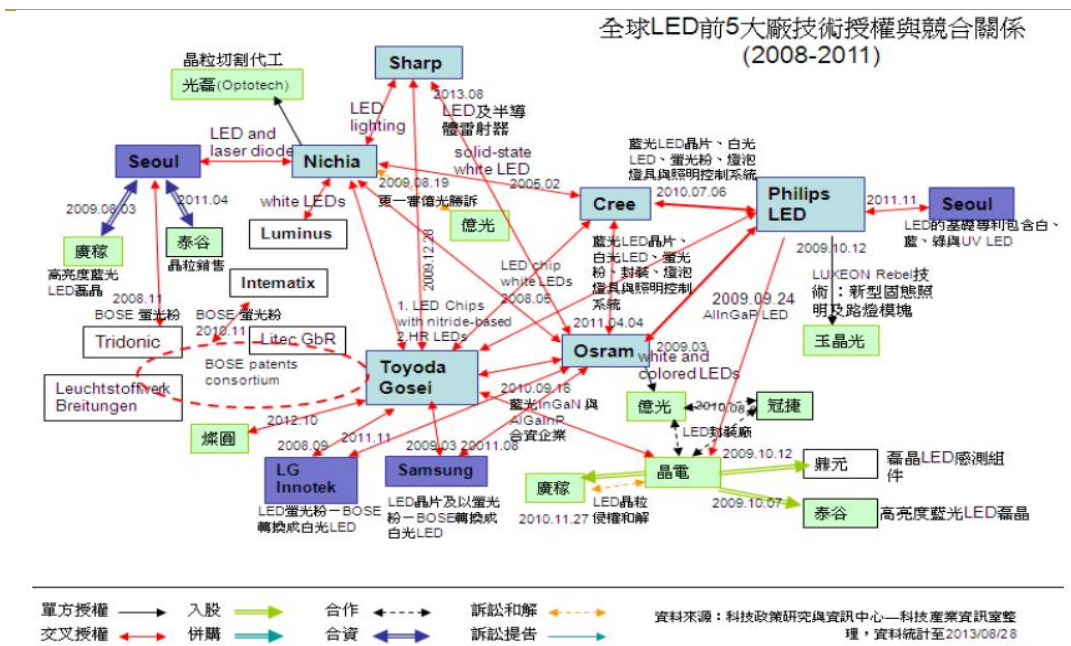 全球LED前5大廠技術授權與競合關係
(2008-2011)
晶粒切割代工
光磊(Optotech)
Sharp
2013.08
LED及半導
體雷射器
LED
lighting
LED and
laser diode
Seoul
Nichia
solid-state
white LED
2005.02
2009.08.19
更一審億光勝訴
億光
藍光LED晶片、白光
LED、螢光粉、燈泡
燈具與照明控制系統
2010.07.06
Cree
Philips
LED
2011.11
Seoul
LED的基礎專利包含白、
藍、綠與UV LED
2009.08.03
2011.04
廣稼
高亮度藍光
LED磊晶
泰谷
晶粒銷售
white LEDs
Luminus
2009.12.28
藍光LED晶片、
白光LED、螢光
粉、封裝、燈泡
燈具與照明控制
系統
2009.10.12
LUXEON Rebel技
術：新型固態照
明及路燈模塊
玉晶光
LED chip
white LEDs
2008.06
2009.09.24
AlInGaP LED
Intematix
2008.11
BOSE 螢光粉
BOSE 螢光粉
2010.11
Tridonic
Litec GbR
BOSE patents
consortium
Leuchtstoffwerk
Breitungen
1. LED Chips
with nitride-based
2.HR LEDs
2011.04.04
Osram
2009.03
white and
colored LEDs
Toyoda
Gosei
2010.09.16
藍光InGaN 與
AlGaInP
合資企業
億光
2010.08
冠捷
LED封裝廠
2012.10
燦圓
2008.09
2011.11
2009.03
20011.08
LG
Innotek
LED螢光粉－BOSE
轉換成白光LED
Samsung
LED晶片及以螢光
粉－BOSE轉換成
白光LED
晶電
2009.10.12
鼎元
磊晶LED感測組
件
廣稼
2010.11.27
LED晶粒
侵權和解
2009.10.07
泰谷
高亮度藍光LED磊晶
單方授權
入股
合作
訴訟和解
交叉授權
併購
合資
訴訟提告
資料來源：科技政策研究與資訊中心—科技產業資訊室整
理，資料統計至2013/08/28